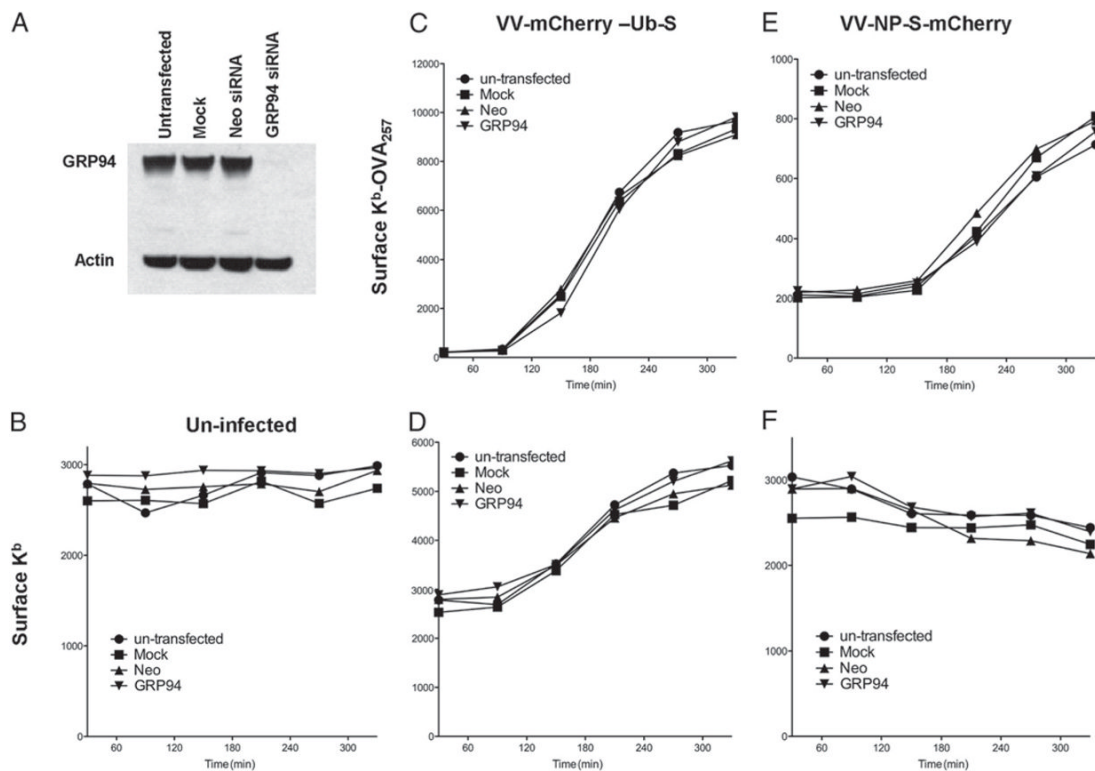 A
Untransfected
Mock
Neo siRNA
GRP94 siRNA
GRP94
Actin
C
VV-mCherry –Ub-S
un-transfected
Mock
Neo
GRP94
Surface Kᵇ-OVA₂₅₇
12000
10000
8000
6000
4000
2000
0
60
120
180
240
300
Time(min)
E
VV-NP-S-mCherry
un-transfected
Mock
Neo
GRP94
1000
800
600
400
200
0
60
120
180
240
300
Time(min)
B
Un-infected
Surface Kᵇ
3000
2000
1000
0
un-transfected
Mock
Neo
GRP94
60
120
180
240
300
Time(min)
D
6000
5000
4000
3000
2000
1000
0
un-transfected
Mock
Neo
GRP94
60
120
180
240
300
Time(min)
F
3000
2000
1000
0
un-transfected
Mock
Neo
GRP94
60
120
180
240
300
Time(min)